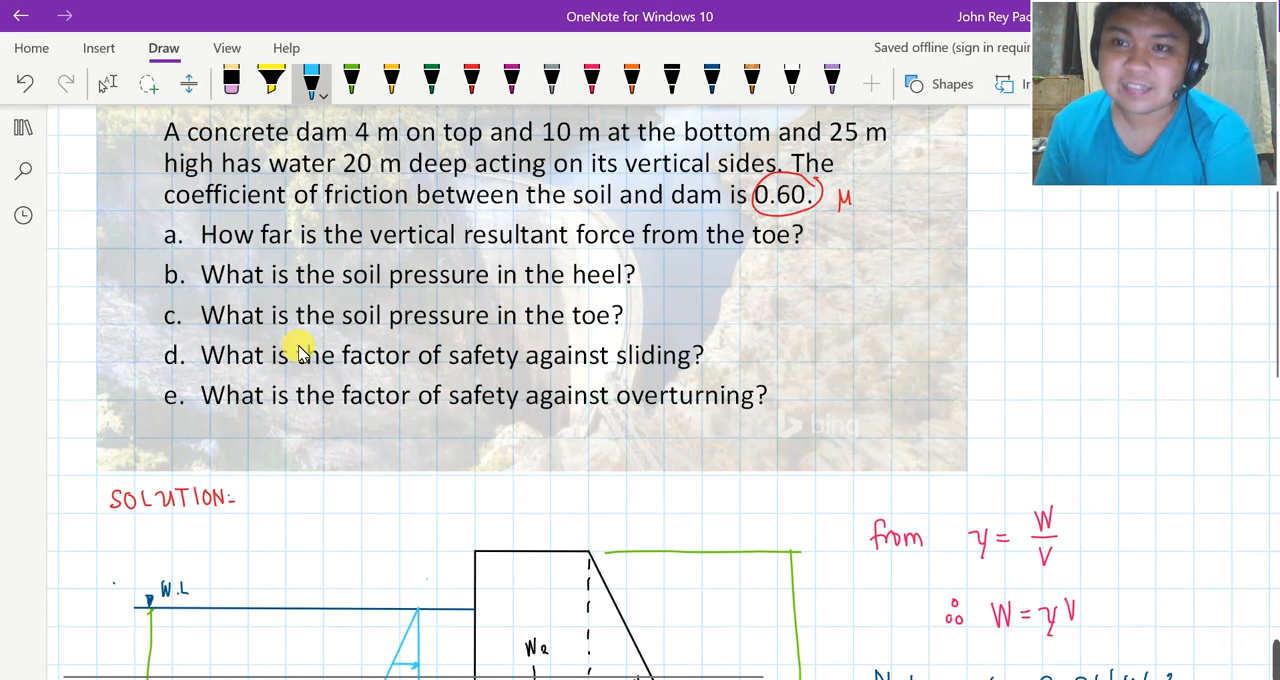 OneNote for Windows 10
John Rey Pad
Home Insert Draw View Help
Saved offline (sign in requir
Shapes
A concrete dam 4 m on top and 10 m at the bottom and 25 m
high has water 20 m deep acting on its vertical sides. The
coefficient of friction between the soil and dam is 0.60. μ
a. How far is the vertical resultant force from the toe?
b. What is the soil pressure in the heel?
c. What is the soil pressure in the toe?
d. What is the factor of safety against sliding?
e. What is the factor of safety against overturning?
bing
SOLUTION:
from γ = W/V
W.L
∴ W = γV
W₂